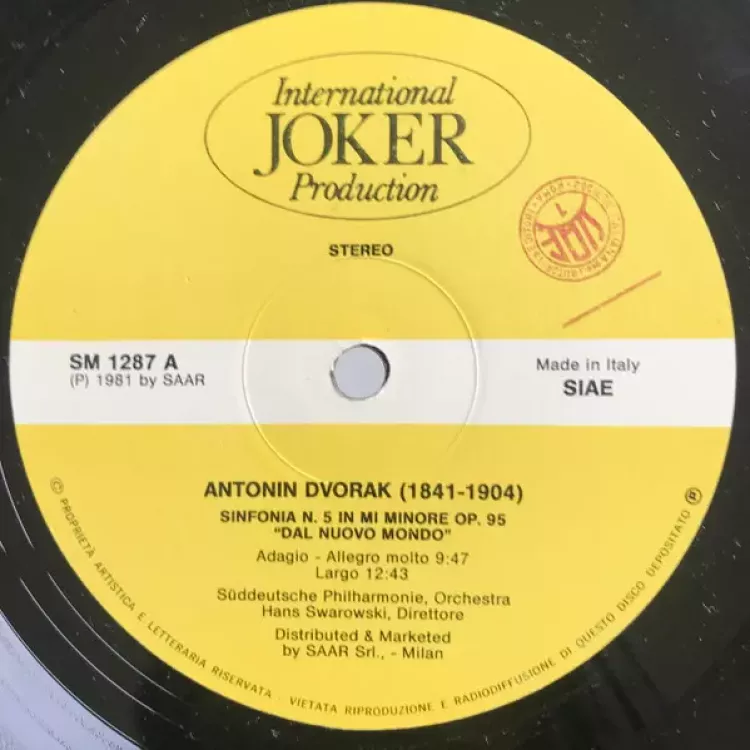 International
JOKER
Production
STEREO
SM 1287 A
(P) 1981 by SAAR
Made in Italy
SIAE
ANTONIN DVORAK (1841-1904)
SINFONIA N. 5 IN MI MINORE OP. 95
"DAL NUOVO MONDO"
Adagio - Allegro molto 9:47
Largo 12:43
Süddeutsche Philharmonie, Orchestra
Hans Swarowski, Direttore
Distributed & Marketed
by SAAR Srl., - Milan
© PROPRIETÀ ARTISTICA E LETTERARIA RISERVATA - VIETATA RIPRODUZIONE E RADIODIFFUSIONE DI QUESTO DISCO DEPOSITATO ℗